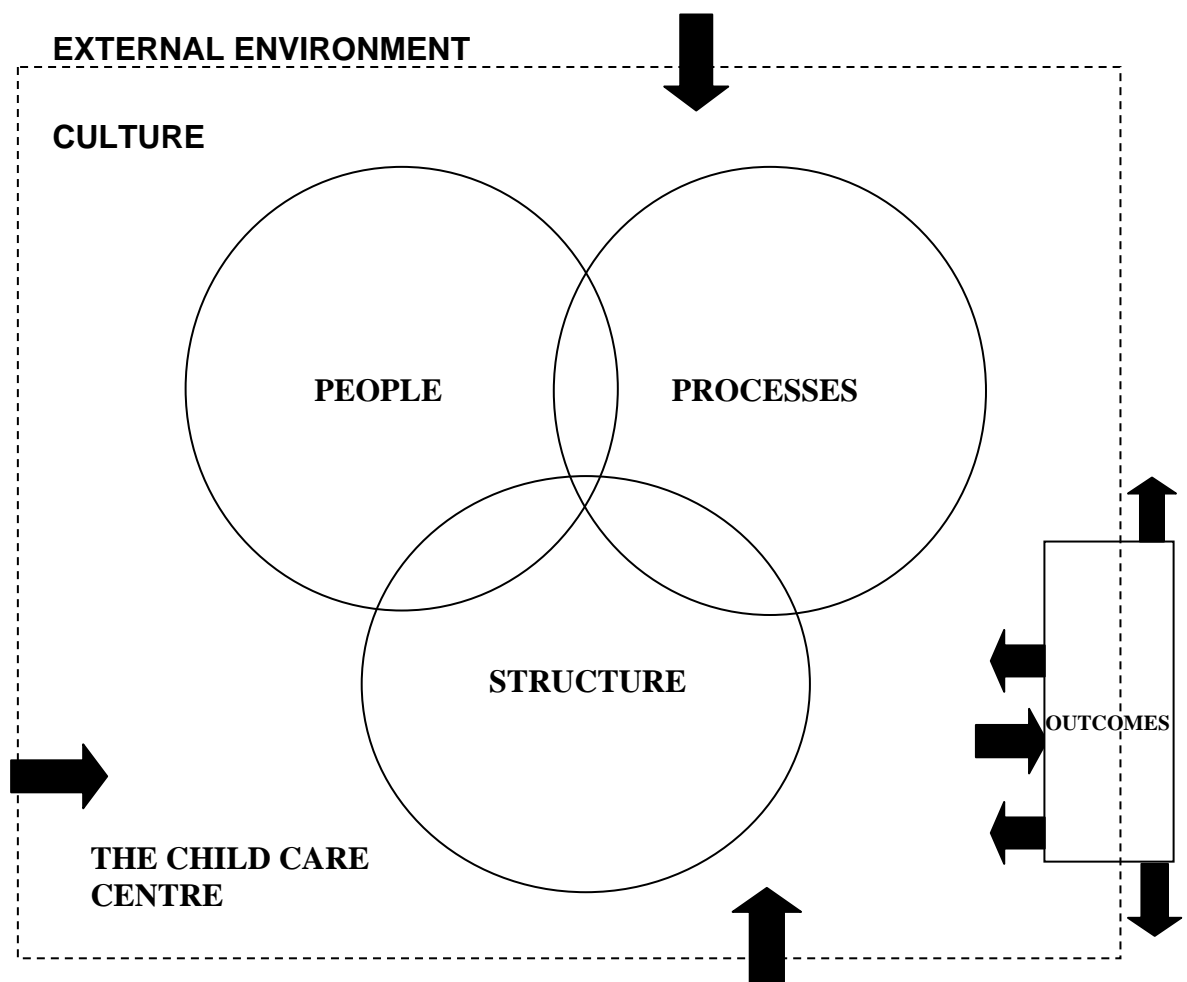 EXTERNAL ENVIRONMENT
CULTURE
PEOPLE
PROCESSES
STRUCTURE
OUTCOMES
THE CHILD CARE
CENTRE